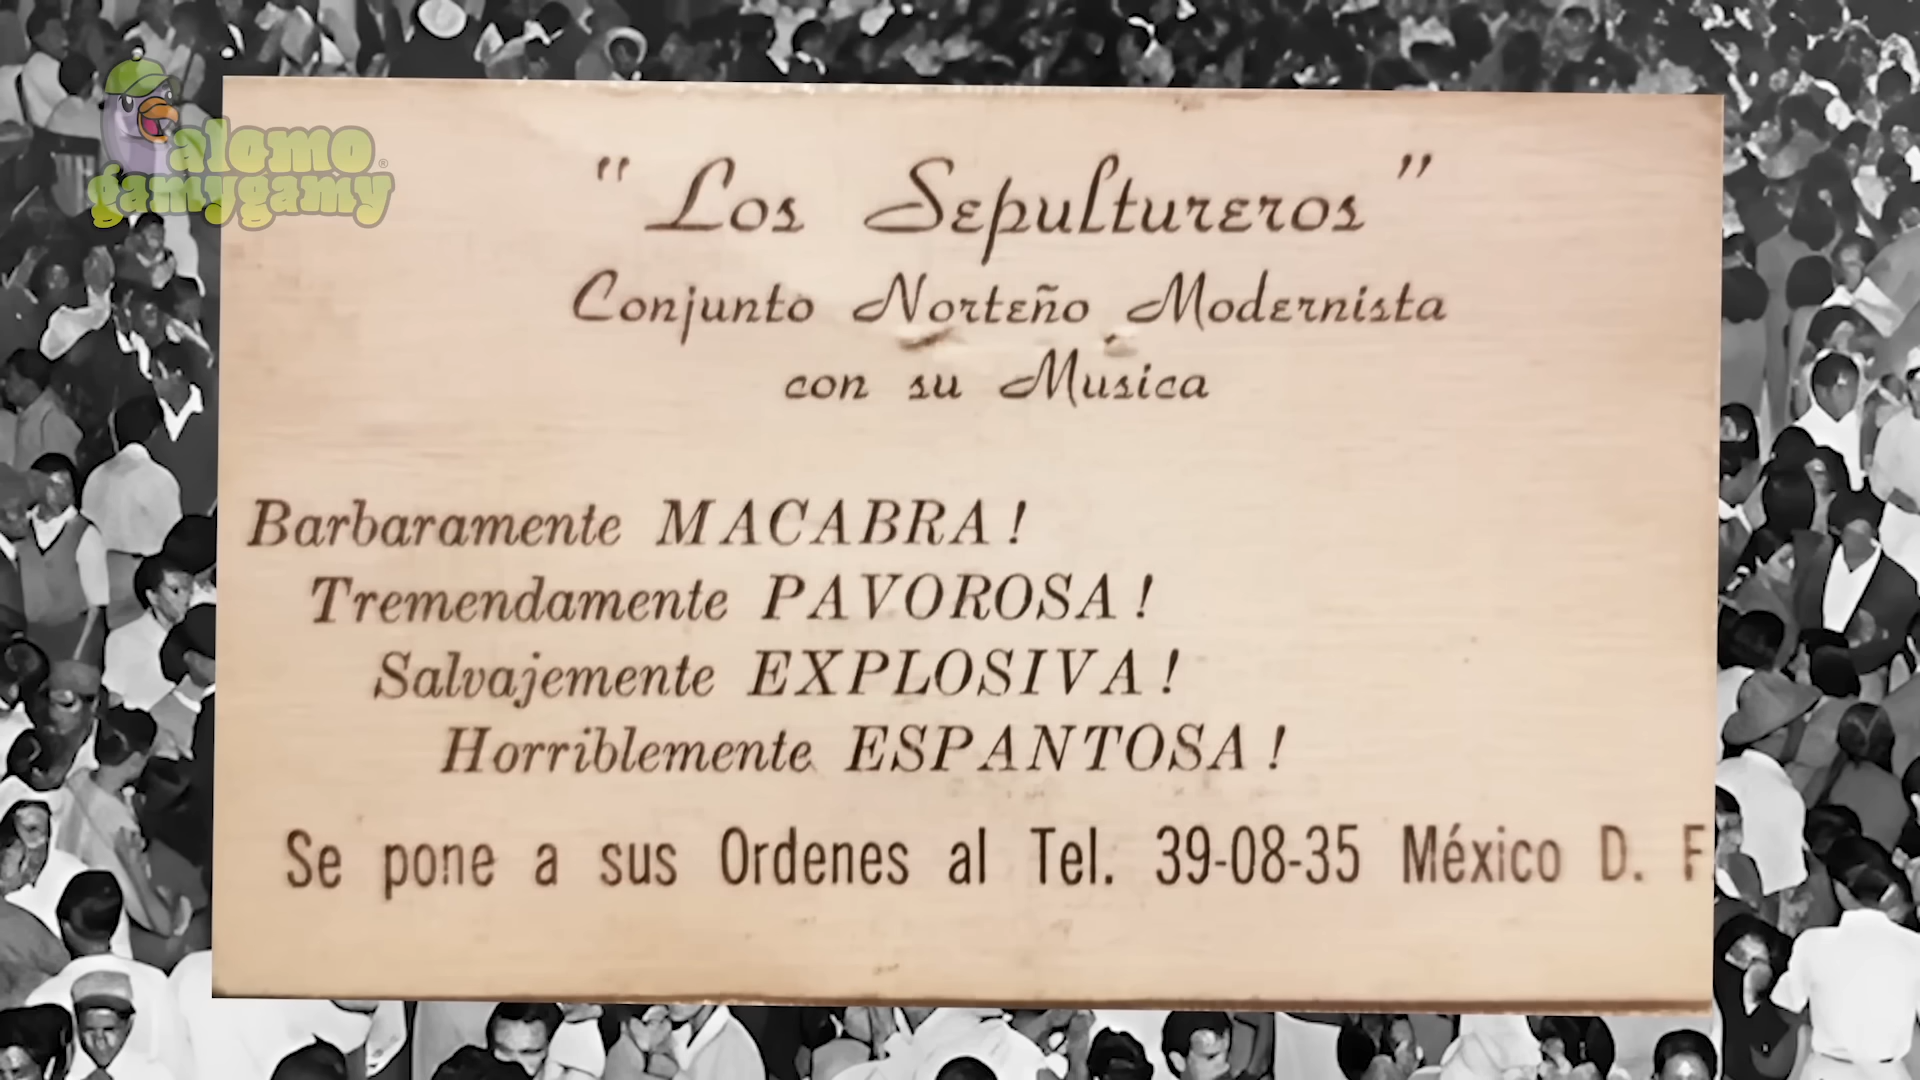 Palomo
gamygamy®
" Los Sepultureros "
Conjunto Norteño Modernista
con su Musica
Barbaramente MACABRA!
Tremendamente PAVOROSA!
Salvajemente EXPLOSIVA!
Horriblemente ESPANTOSA!
Se pone a sus Ordenes al Tel. 39-08-35 México D. F